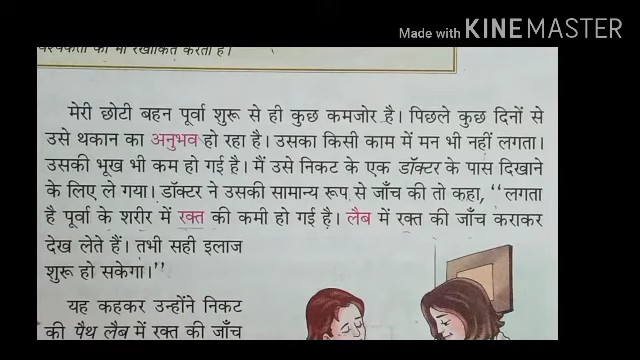 Made with KINEMASTER
रेखांकित करता है।
मेरी छोटी बहन पूर्वा शुरू से ही कुछ कमजोर है। पिछले कुछ दिनों से
उसे थकान का अनुभव हो रहा है। उसका किसी काम में मन भी नहीं लगता।
उसकी भूख भी कम हो गई है। मैं उसे निकट के एक डॉक्टर के पास दिखाने
के लिए ले गया। डॉक्टर ने उसकी सामान्य रूप से जाँच की तो कहा, ‘‘लगता
है पूर्वा के शरीर में रक्त की कमी हो गई है। लैब में रक्त की जाँच कराकर
देख लेते हैं। तभी सही इलाज
शुरू हो सकेगा।’’
यह कहकर उन्होंने निकट
की पैथ लैब में रक्त की जाँच